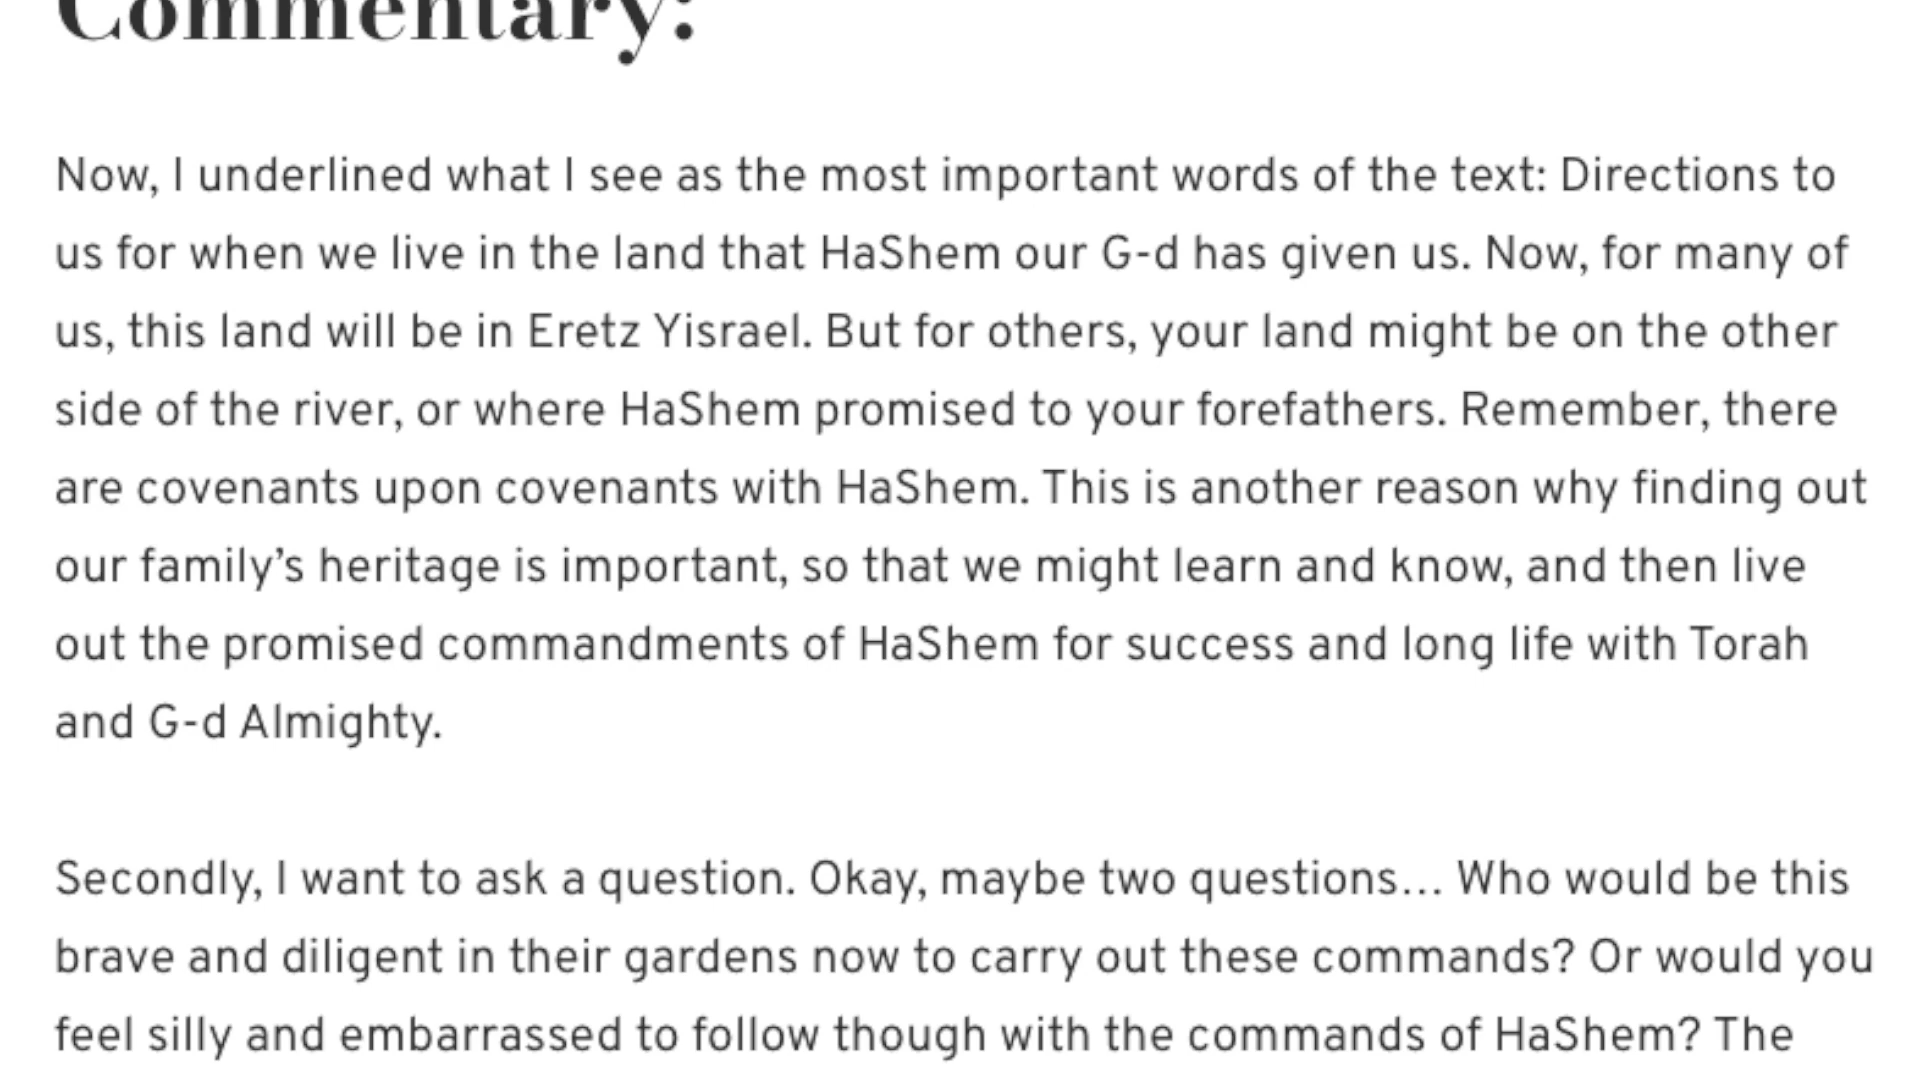 Commentary:
Now, I underlined what I see as the most important words of the text: Directions to
us for when we live in the land that HaShem our G-d has given us. Now, for many of
us, this land will be in Eretz Yisrael. But for others, your land might be on the other
side of the river, or where HaShem promised to your forefathers. Remember, there
are covenants upon covenants with HaShem. This is another reason why finding out
our family’s heritage is important, so that we might learn and know, and then live
out the promised commandments of HaShem for success and long life with Torah
and G-d Almighty.
Secondly, I want to ask a question. Okay, maybe two questions… Who would be this
brave and diligent in their gardens now to carry out these commands? Or would you
feel silly and embarrassed to follow though with the commands of HaShem? The